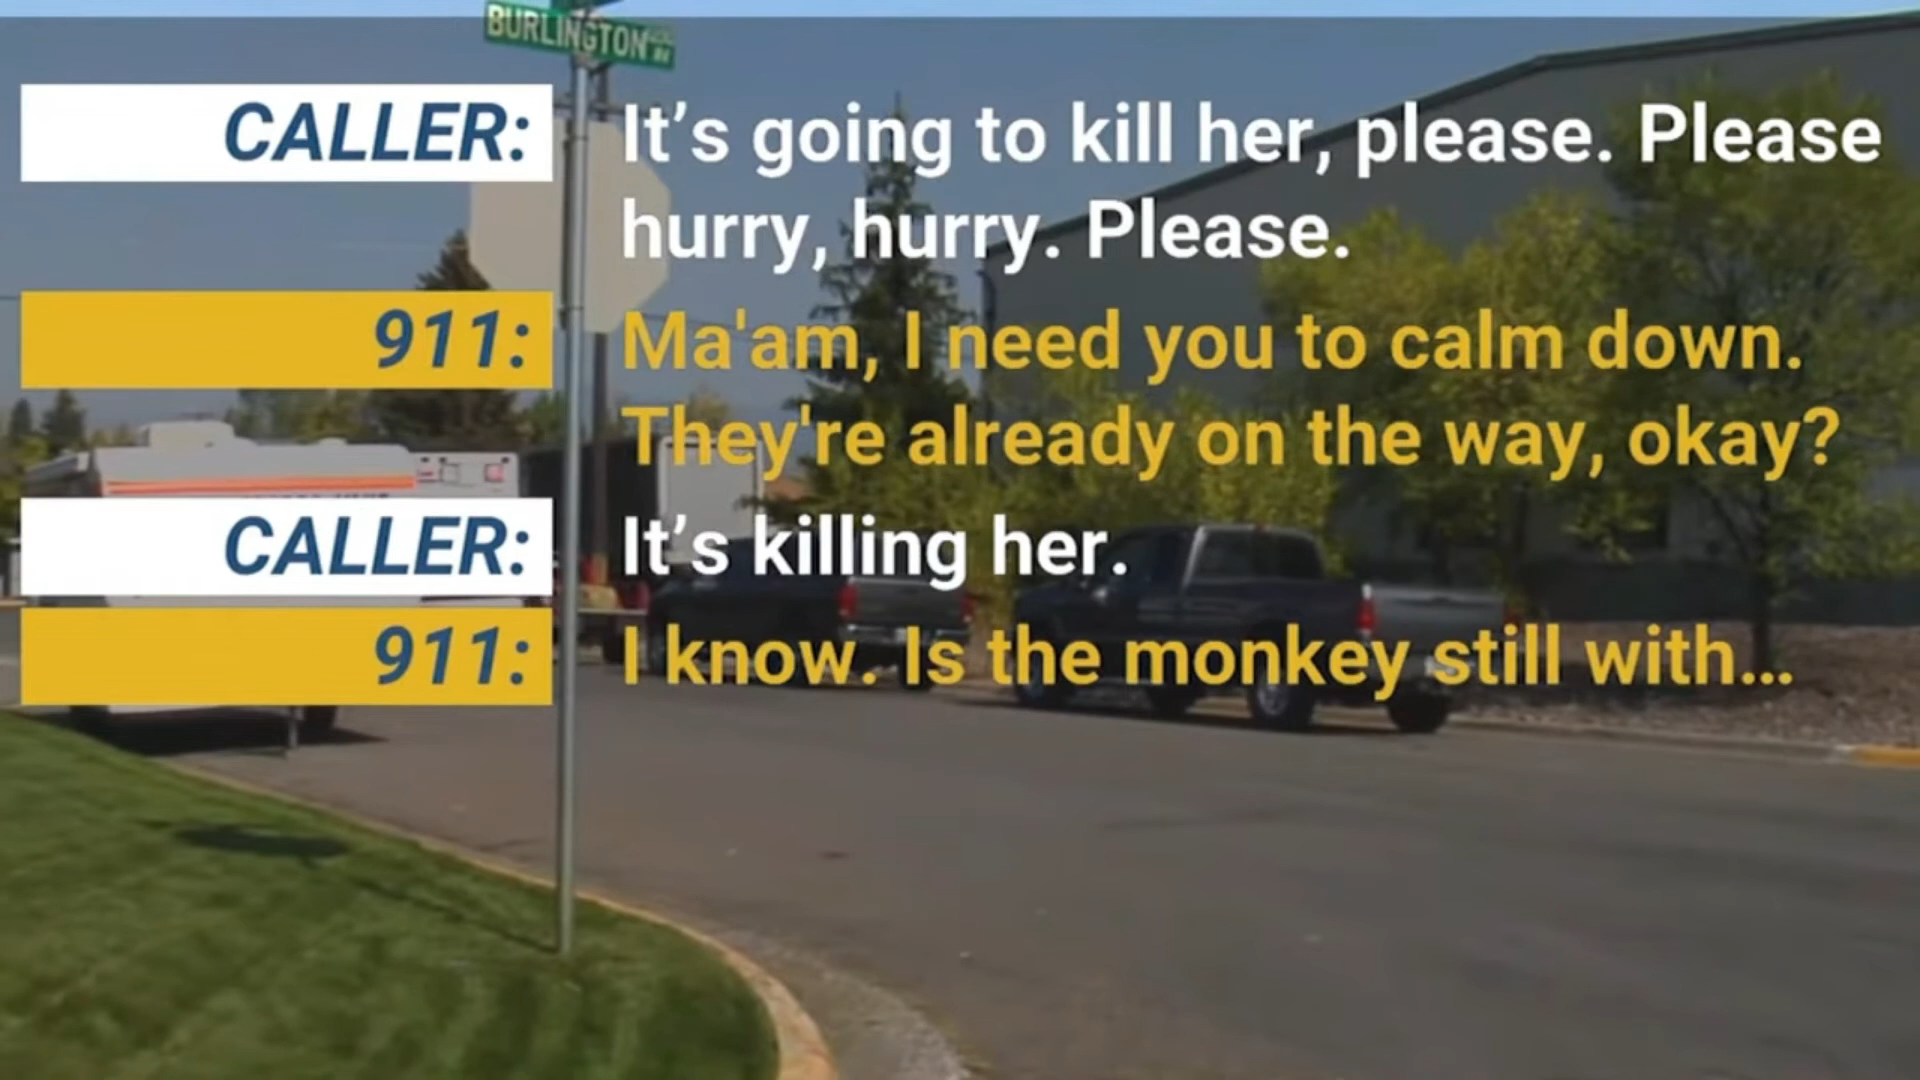 BURLINGTON AV
CALLER: It’s going to kill her, please. Please
hurry, hurry. Please.
911: Ma'am, I need you to calm down.
They're already on the way, okay?
CALLER: It’s killing her.
911: I know. Is the monkey still with...